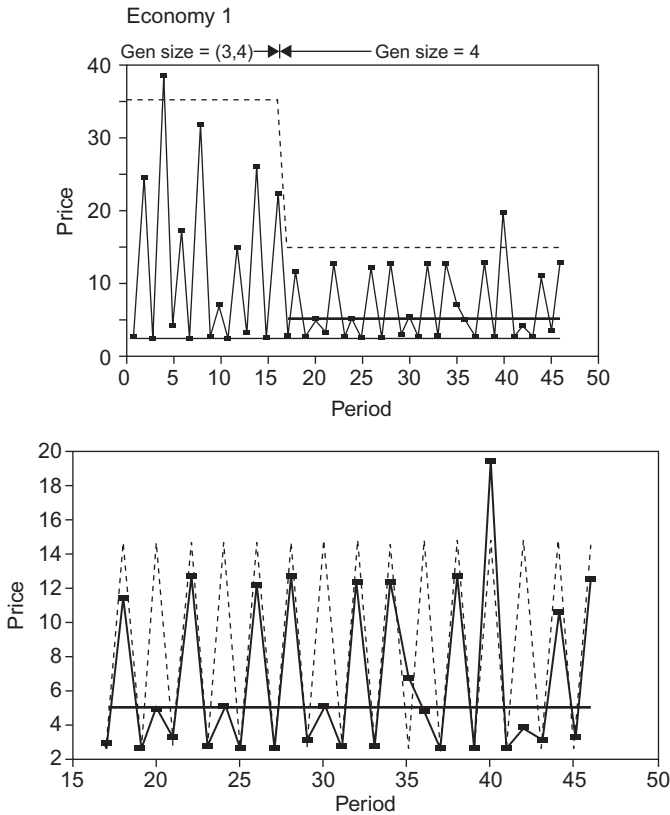 Economy 1
Gen size = (3,4) Gen size = 4
40
30
20
10
0
Price
0 5 10 15 20 25 30 35 40 45 50
Period
20
18
16
14
12
10
8
6
4
2
Price
15 20 25 30 35 40 45 50
Period